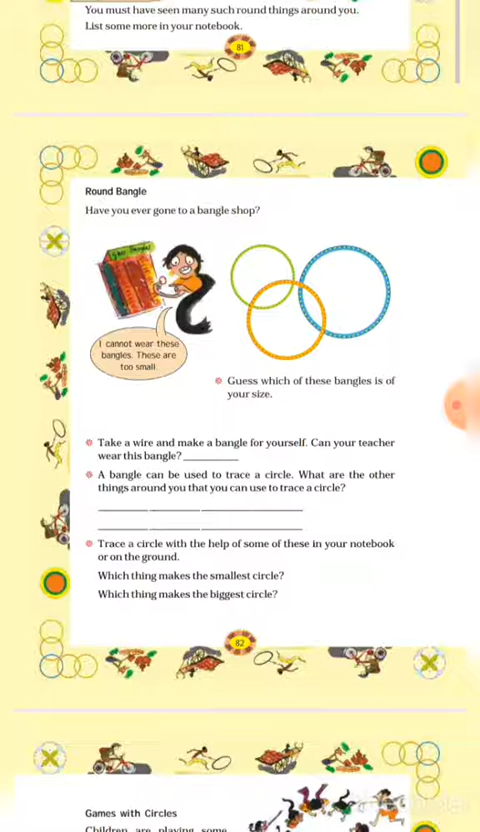 You must have seen many such round things around you.
List some more in your notebook.
81
Round Bangle
Have you ever gone to a bangle shop?
I cannot wear these
bangles. These are
too small.
Guess which of these bangles is of
your size.
Take a wire and make a bangle for yourself. Can your teacher
wear this bangle?
A bangle can be used to trace a circle. What are the other
things around you that you can use to trace a circle?
Trace a circle with the help of some of these in your notebook
or on the ground.
Which thing makes the smallest circle?
Which thing makes the biggest circle?
82
Games with Circles
Children are playing some